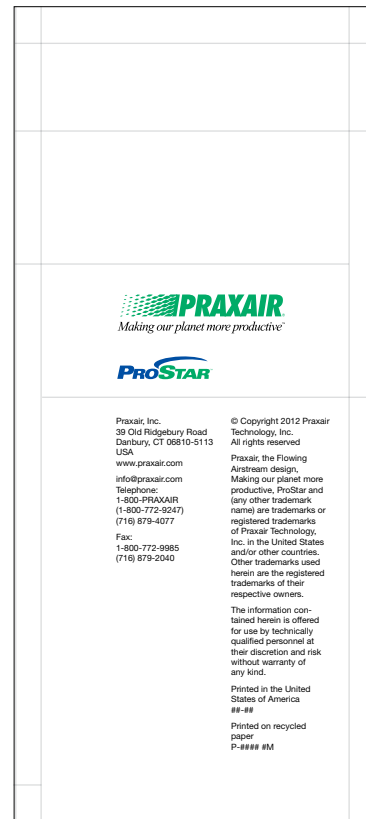 PRAXAIR
Making our planet more productive™
PROSTAR™
Praxair, Inc.
39 Old Ridgebury Road
Danbury, CT 06810-5113
USA
www.praxair.com
info@praxair.com
Telephone:
1-800-PRAXAIR
(1-800-772-9247)
(716) 879-4077
Fax:
1-800-772-9985
(716) 879-2040
© Copyright 2012 Praxair
Technology, Inc.
All rights reserved
Praxair, the Flowing
Airstream design,
Making our planet more
productive, ProStar and
(any other trademark
name) are trademarks or
registered trademarks
of Praxair Technology,
Inc. in the United States
and/or other countries.
Other trademarks used
herein are the registered
trademarks of their
respective owners.
The information con-
tained herein is offered
for use by technically
qualified personnel at
their discretion and risk
without warranty of
any kind.
Printed in the United
States of America
##-##
Printed on recycled
paper
P-#### #M